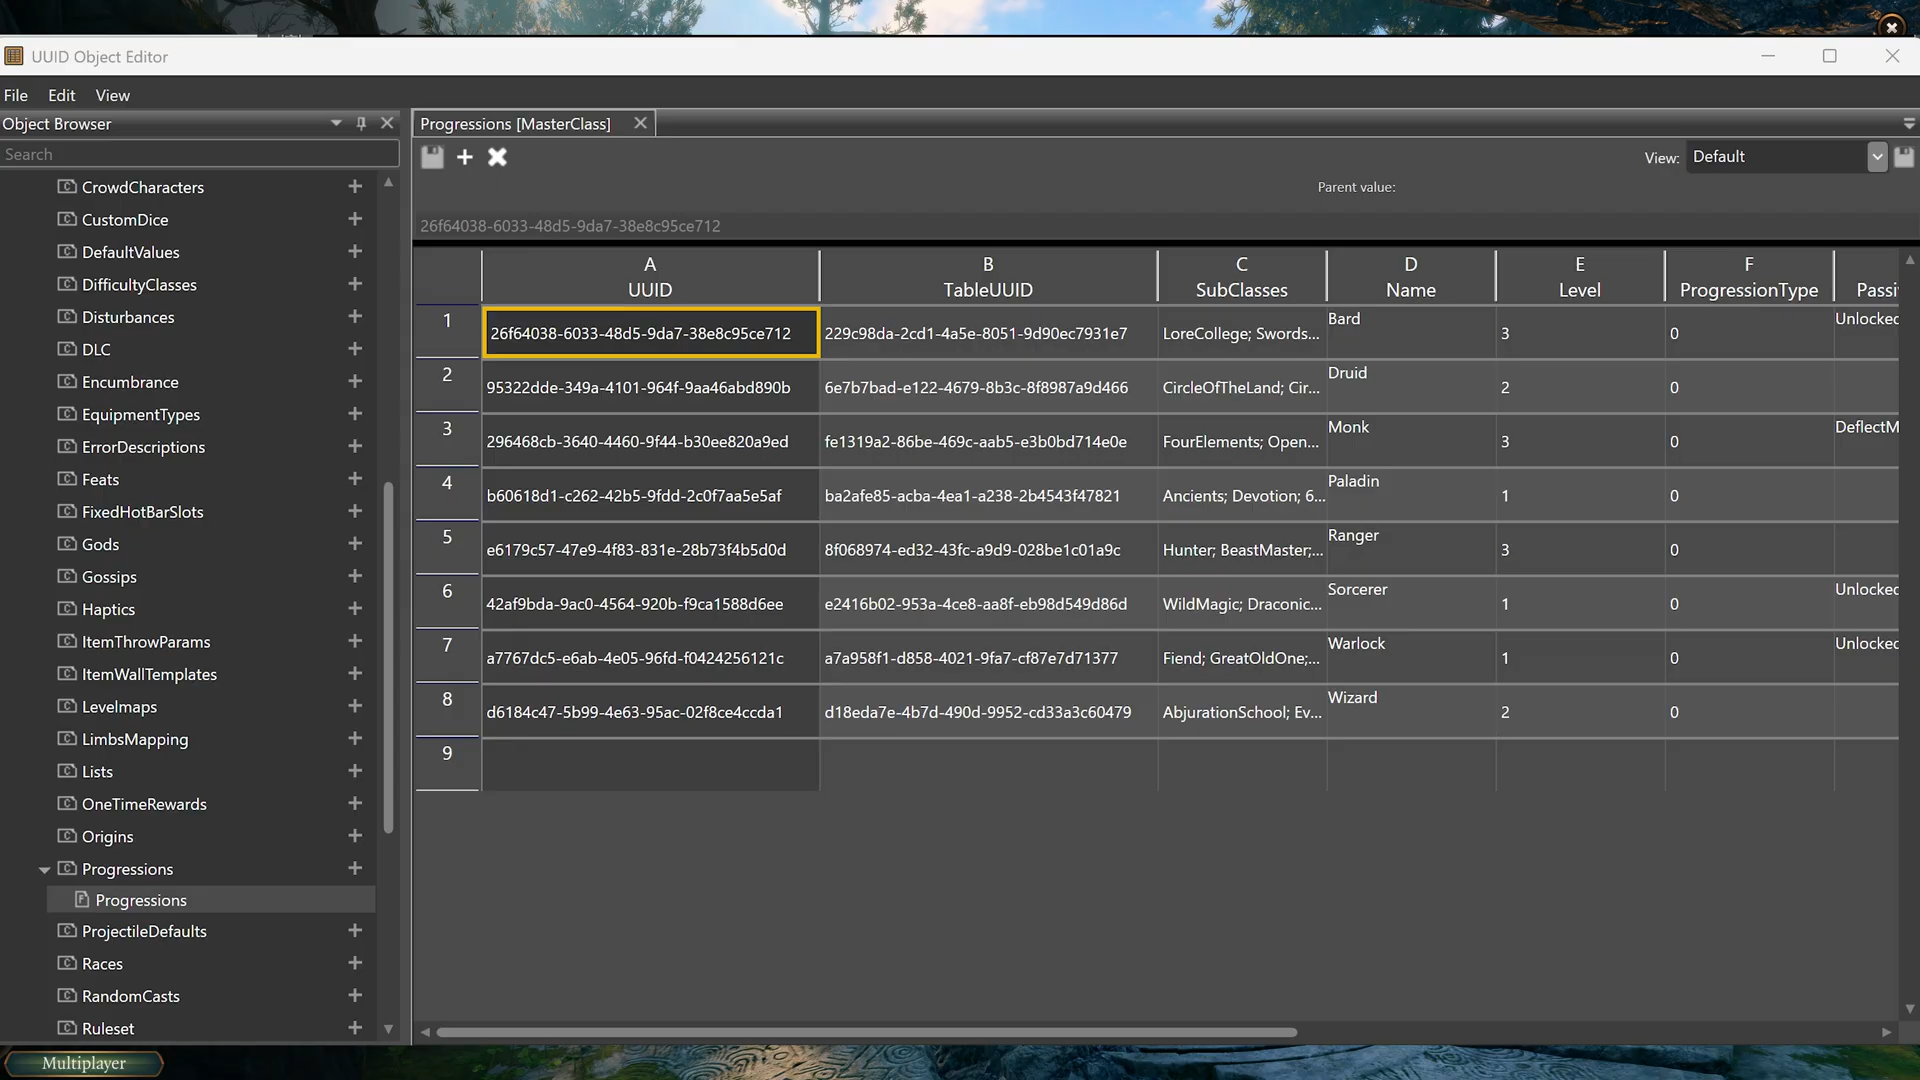 UUID Object Editor
File Edit View
Object Browser
Search
CrowdCharacters
CustomDice
DefaultValues
DifficultyClasses
Disturbances
DLC
Encumbrance
EquipmentTypes
ErrorDescriptions
Feats
FixedHotBarSlots
Gods
Gossips
Haptics
ItemThrowParams
ItemWallTemplates
Levelmaps
LimbsMapping
Lists
OneTimeRewards
Origins
Progressions
Progressions
ProjectileDefaults
Races
RandomCasts
Ruleset
Progressions [MasterClass]
View: Default
Parent value:
26f64038-6033-48d5-9da7-38e8c95ce712
A B C D E F
UUID TableUUID SubClasses Name Level ProgressionType Passi
1 26f64038-6033-48d5-9da7-38e8c95ce712 229c98da-2cd1-4a5e-8051-9d90ec7931e7 LoreCollege; Swords... Bard 3 0 Unlocked
2 95322dde-349a-4101-964f-9aa46abd890b 6e7b7bad-e122-4679-8b3c-8f8987a9d466 CircleOfTheLand; Cir... Druid 2 0
3 296468cb-3640-4460-9f44-b30ee820a9ed fe1319a2-86be-469c-aab5-e3b0bd714e0e FourElements; Open... Monk 3 0 DeflectM
4 b60618d1-c262-42b5-9fdd-2c0f7aa5e5af ba2afe85-acba-4ea1-a238-2b4543f47821 Ancients; Devotion; 6... Paladin 1 0
5 e6179c57-47e9-4f83-831e-28b73f4b5d0d 8f068974-ed32-43fc-a9d9-028be1c01a9c Hunter; BeastMaster;... Ranger 3 0
6 42af9bda-9ac0-4564-920b-f9ca1588d6ee e2416b02-953a-4ce8-aa8f-eb98d549d86d WildMagic; Draconic... Sorcerer 1 0 Unlocked
7 a7767dc5-e6ab-4e05-96fd-f0424256121c a7a958f1-d858-4021-9fa7-cf87e7d71377 Fiend; GreatOldOne;... Warlock 1 0 Unlocked
8 d6184c47-5b99-4e63-95ac-02f8ce4ccda1 d18eda7e-4b7d-490d-9952-cd33a3c60479 AbjurationSchool; Ev... Wizard 2 0
9
Multiplayer